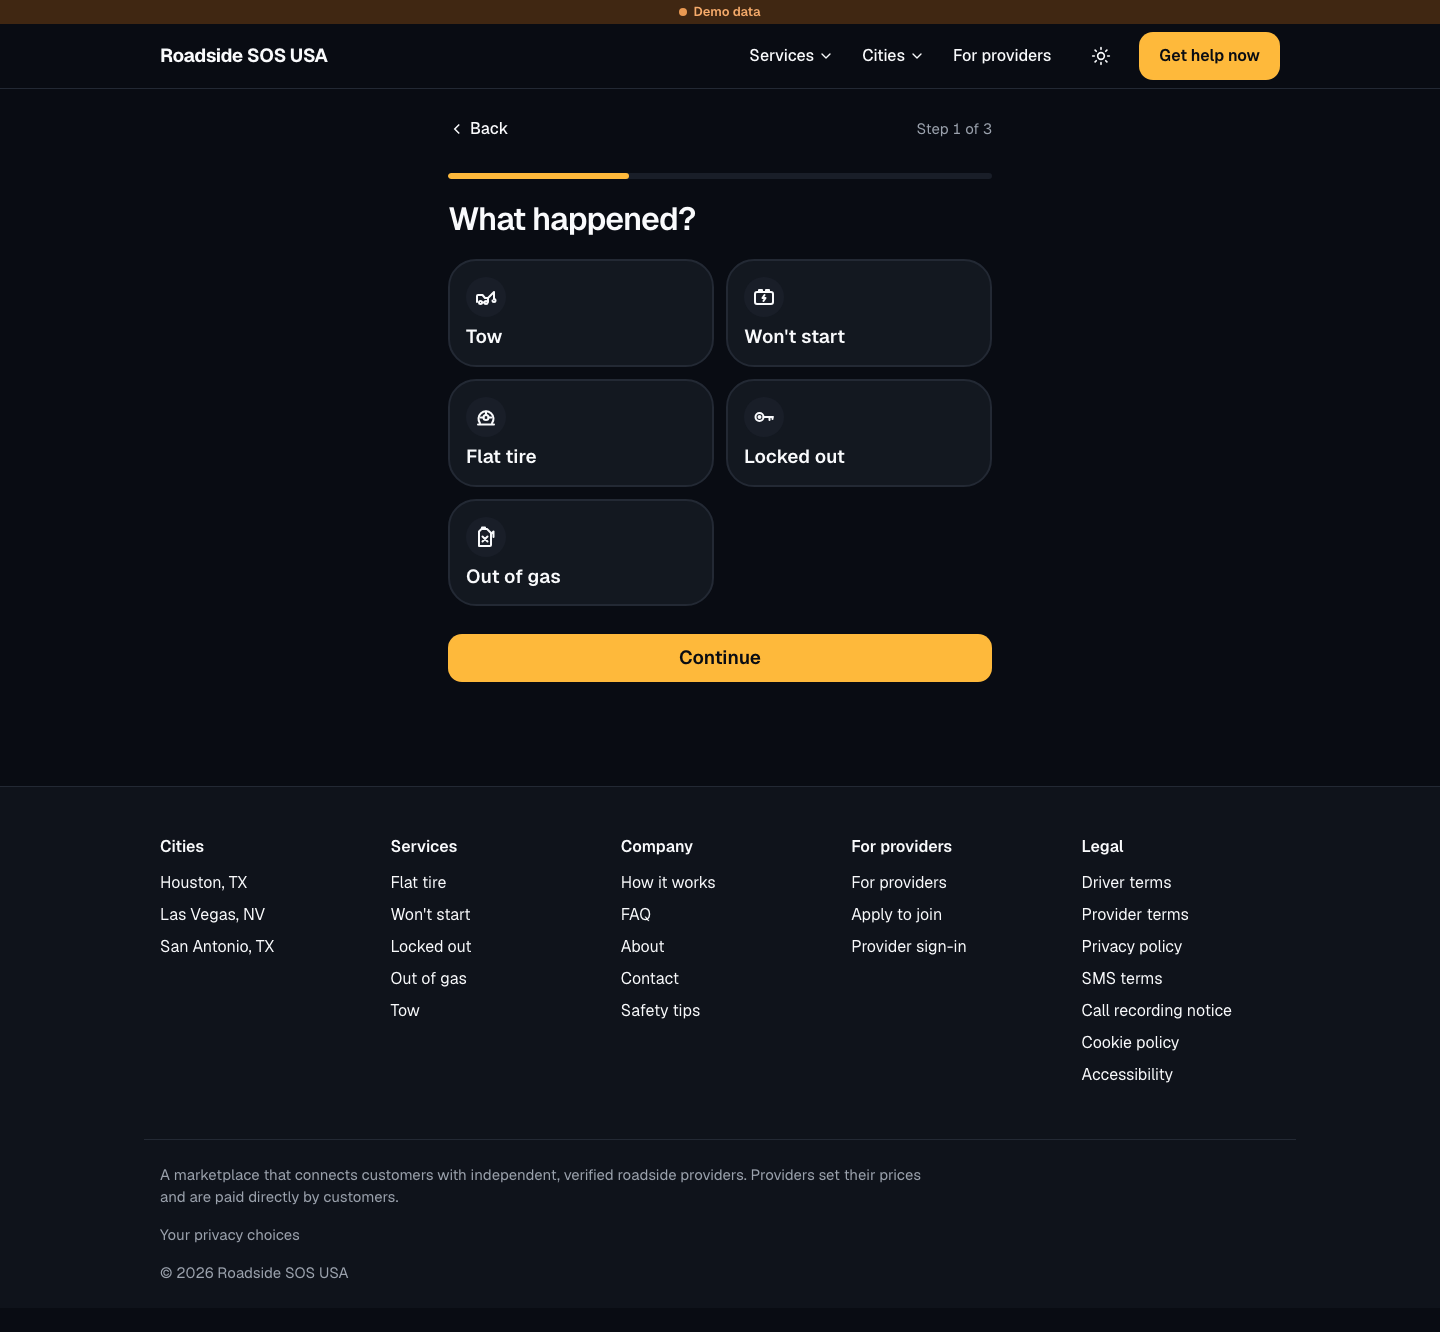 Demo data
Roadside SOS USA
Services
Cities
For providers
Get help now
Back
Step 1 of 3
What happened?
Tow
Won't start
Flat tire
Locked out
Out of gas
Continue
Cities
Houston, TX
Las Vegas, NV
San Antonio, TX
Services
Flat tire
Won't start
Locked out
Out of gas
Tow
Company
How it works
FAQ
About
Contact
Safety tips
For providers
For providers
Apply to join
Provider sign-in
Legal
Driver terms
Provider terms
Privacy policy
SMS terms
Call recording notice
Cookie policy
Accessibility
A marketplace that connects customers with independent, verified roadside providers. Providers set their prices
and are paid directly by customers.
Your privacy choices
© 2026 Roadside SOS USA